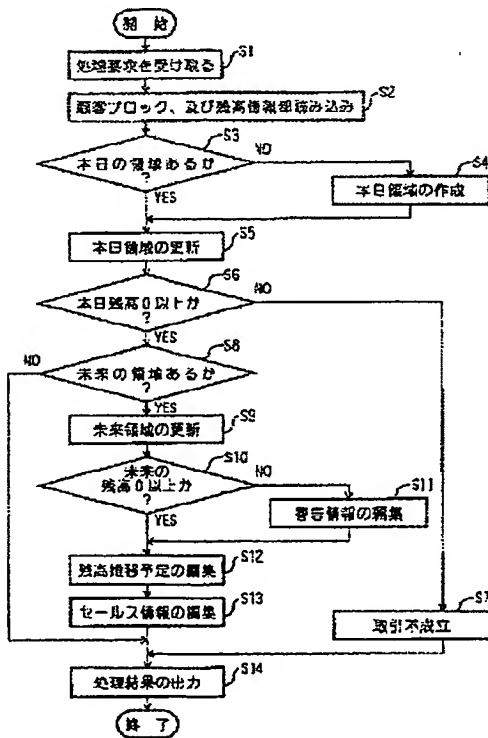 開始
処理要求を受け取る
S1
顧客ブロック、及び残高情報部読み込み
S2
S3
本日の領域あるか
?
NO
YES
S4
本日領域の作成
S5
本日領域の更新
S6
本日残高0以上か
?
NO
YES
S8
NO
未来の領域あるか
?
YES
S9
未来領域の更新
S10
未来の
残高0以上か
?
NO
YES
S11
警告情報の編集
S12
残高推移予定の編集
S13
セールス情報の編集
S7
取引不成立
S14
処理結果の出力
終了